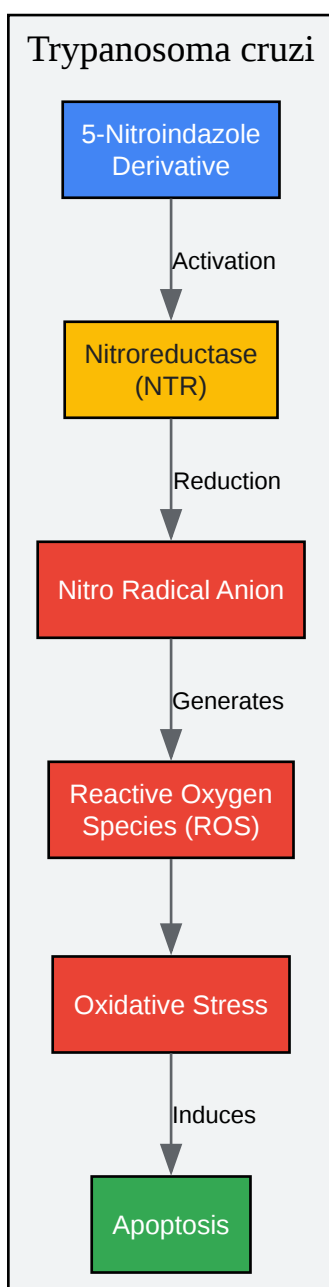 Trypanosoma cruzi
5-Nitroindazole
Derivative
Activation
Nitroreductase
(NTR)
Reduction
Nitro Radical Anion
Generates
Reactive Oxygen
Species (ROS)
Oxidative Stress
Induces
Apoptosis